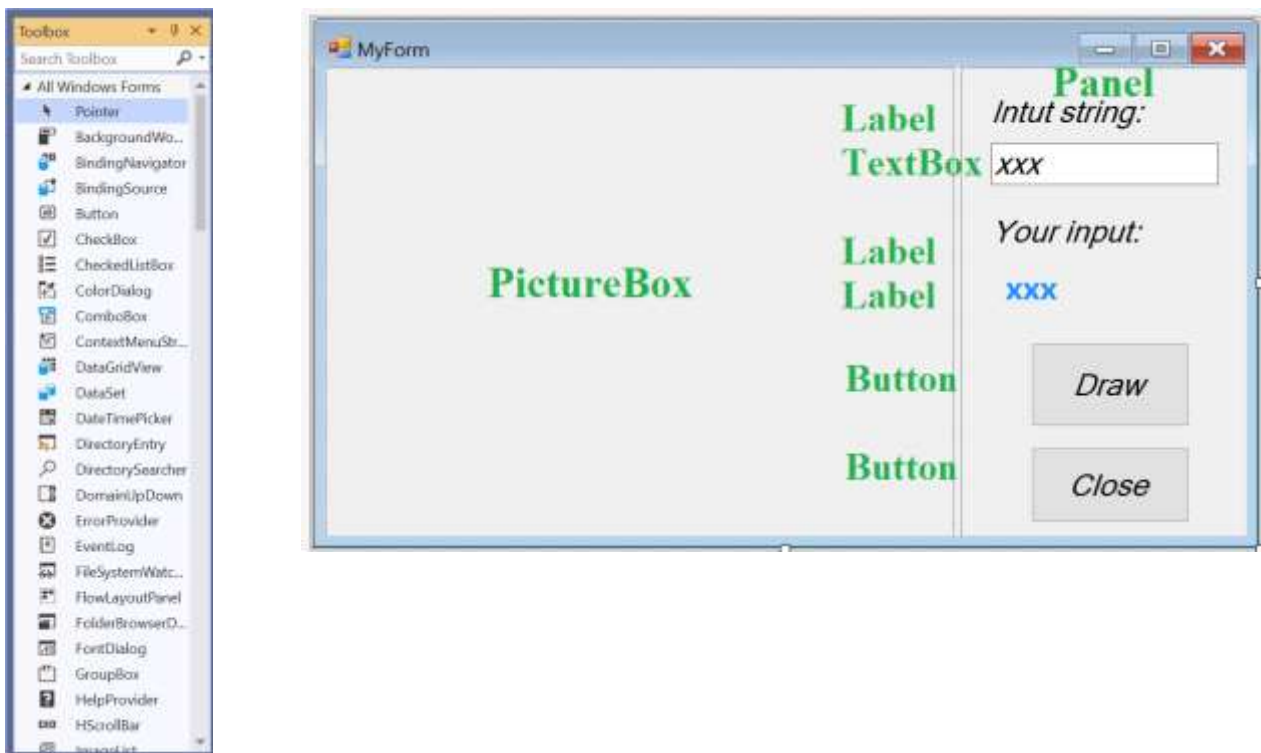 Toolbox
Search Toolbox
All Windows Forms
Pointer
BackgroundWo...
BindingNavigator
BindingSource
Button
CheckBox
CheckedListBox
ColorDialog
ComboBox
ContextMenuStr...
DataGridView
DataSet
DateTimePicker
DirectoryEntry
DirectorySearcher
DomainUpDown
ErrorProvider
EventLog
FileSystemWatc...
FlowLayoutPanel
FolderBrowserD...
FontDialog
GroupBox
HelpProvider
HScrollBar
ImageList
MyForm
Panel
Label Intut string:
TextBox xxx
Label Your input:
PictureBox
Label xxx
Button Draw
Button Close